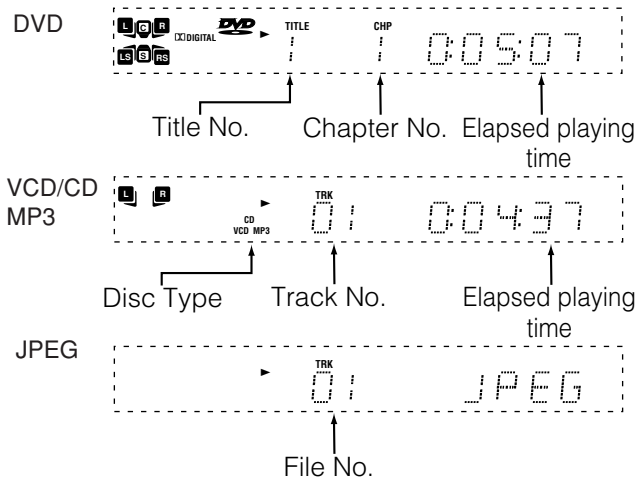 DVD
L C R DIGITAL DVD TITLE CHP
LS S RS 1 1 0:05:07
Title No. Chapter No. Elapsed playing
time
VCD/CD
MP3
L R TRK
CD 01 0:04:37
VCD MP3
Disc Type Track No. Elapsed playing
time
JPEG
TRK
01 JPEG
File No.